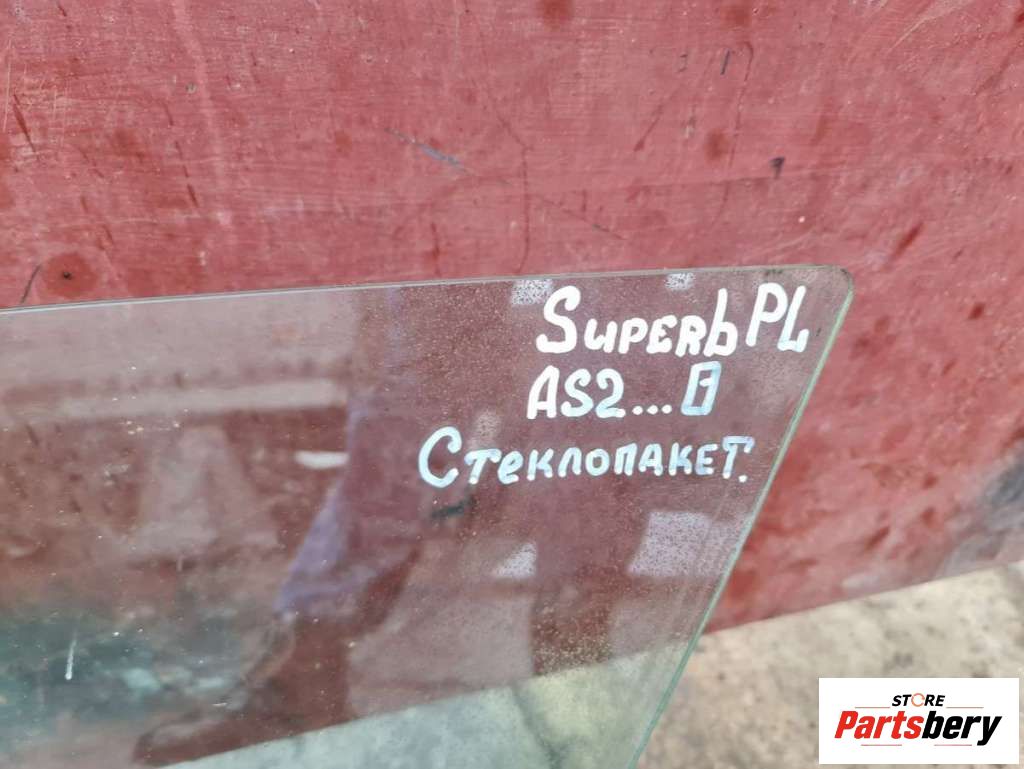 Superb PL
AS2...
Стеклопакет.
STORE
Partsbery